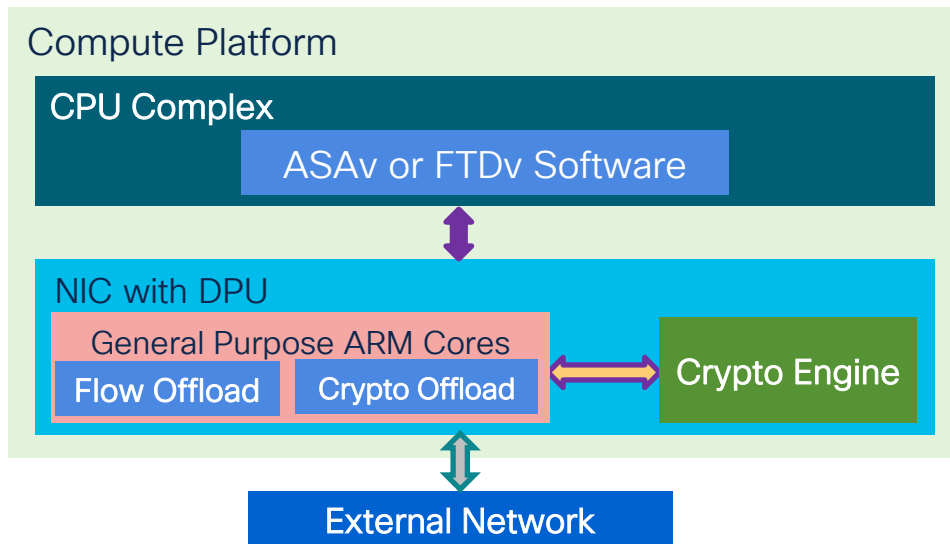 Compute Platform
CPU Complex
ASAv or FTDv Software
NIC with DPU
General Purpose ARM Cores
Flow Offload
Crypto Offload
Crypto Engine
External Network